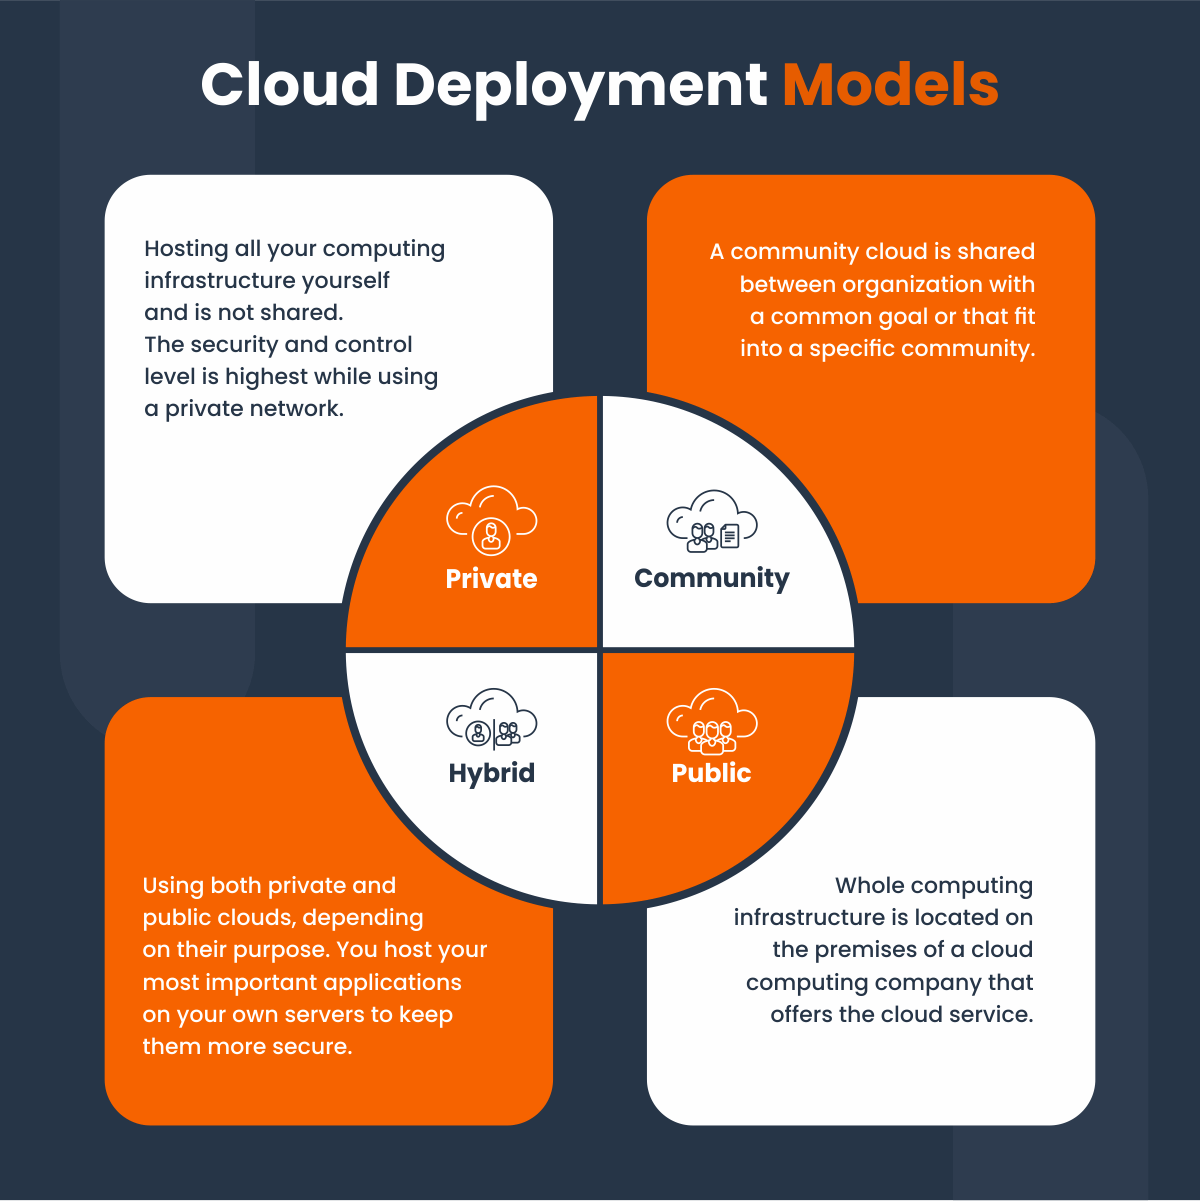 Cloud Deployment Models
Hosting all your computing
infrastructure yourself
and is not shared.
The security and control
level is highest while using
a private network.
A community cloud is shared
between organization with
a common goal or that fit
into a specific community.
Private
Community
Hybrid
Public
Using both private and
public clouds, depending
on their purpose. You host your
most important applications
on your own servers to keep
them more secure.
Whole computing
infrastructure is located on
the premises of a cloud
computing company that
offers the cloud service.